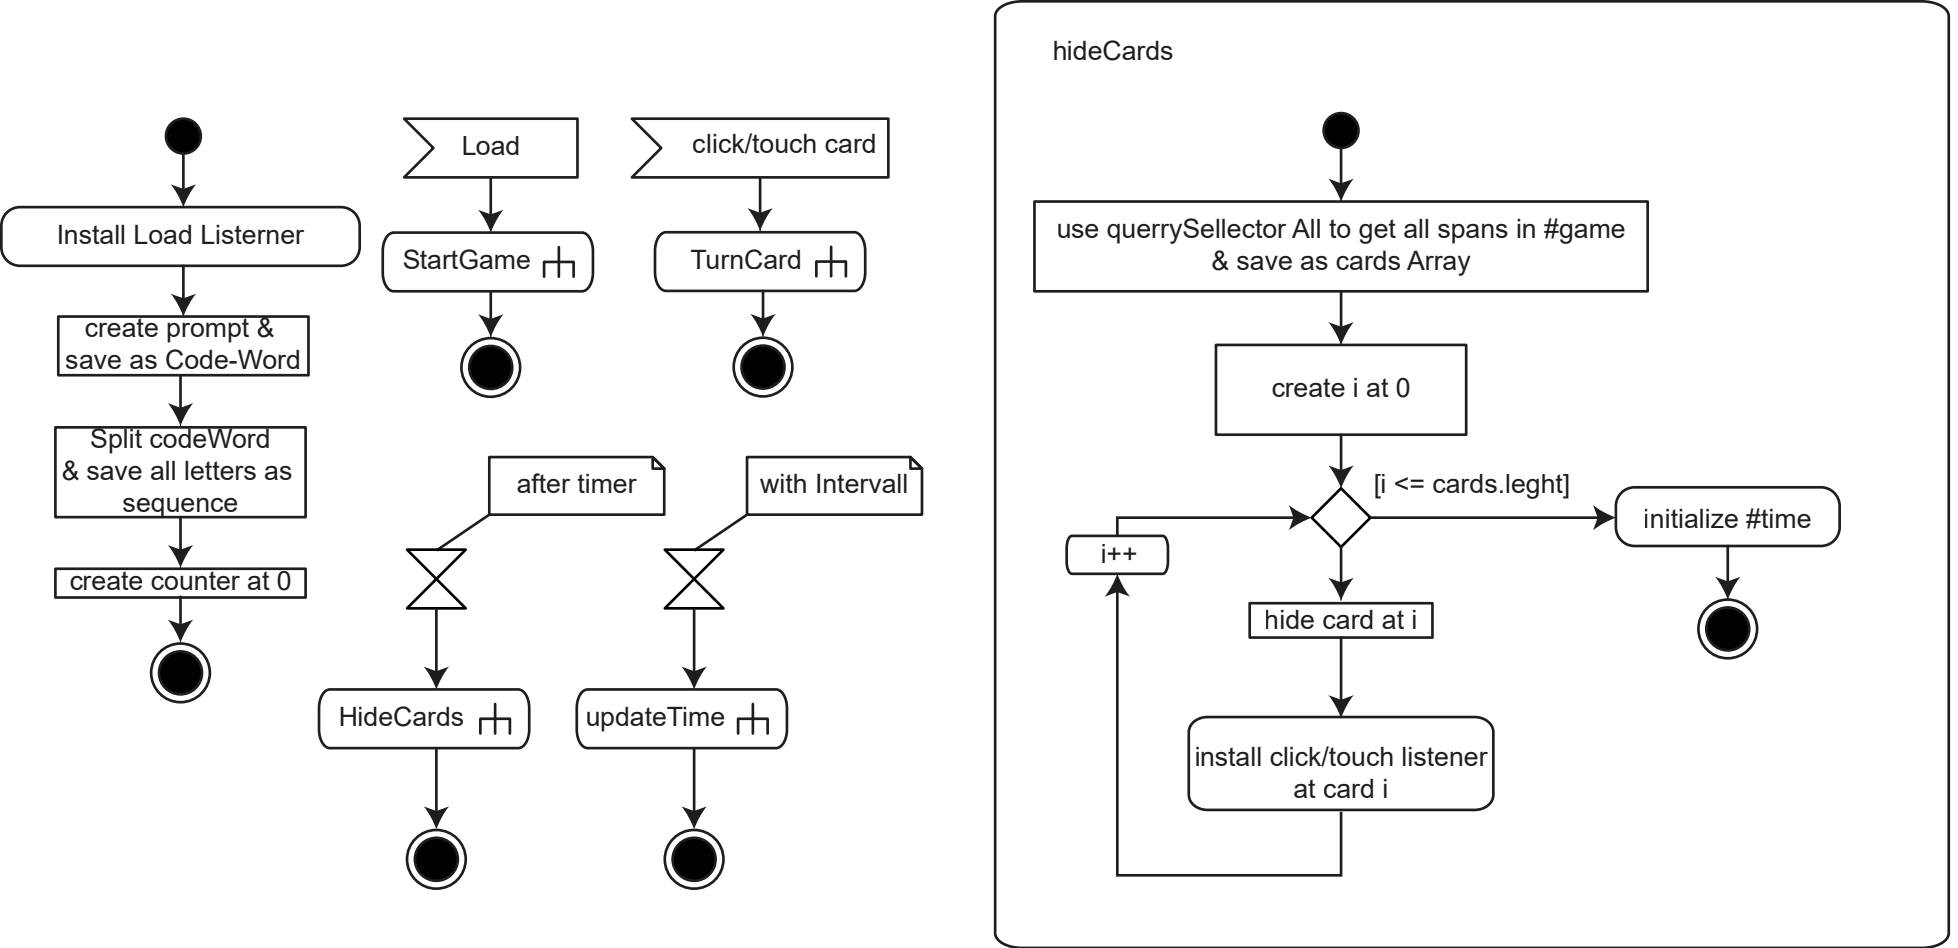 Install Load Listerner
create prompt &
save as Code-Word
Split codeWord
& save all letters as
sequence
create counter at 0
Load
StartGame
click/touch card
TurnCard
after timer
HideCards
with Intervall
updateTime
hideCards
use querrySellector All to get all spans in #game
& save as cards Array
create i at 0
[i <= cards.leght]
initialize #time
i++
hide card at i
install click/touch listener
at card i